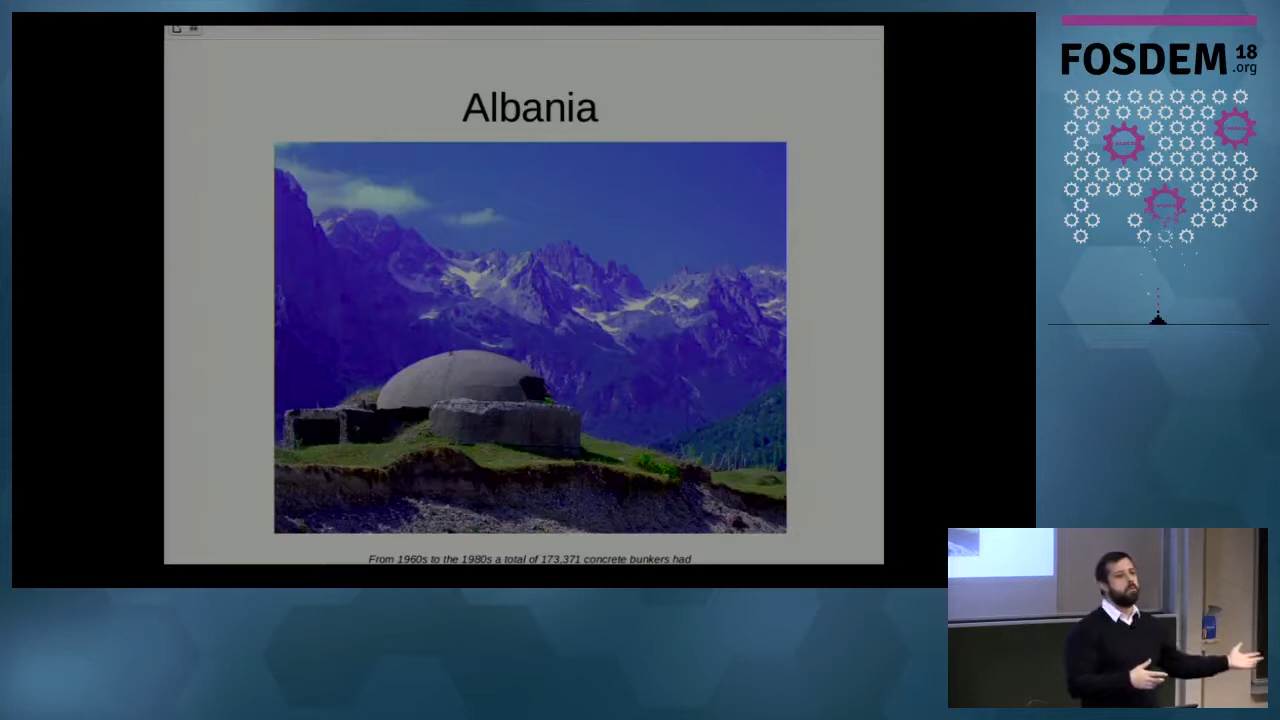 Albania
From 1960s to the 1980s a total of 173,371 concrete bunkers had
FOSDEM 18
.org